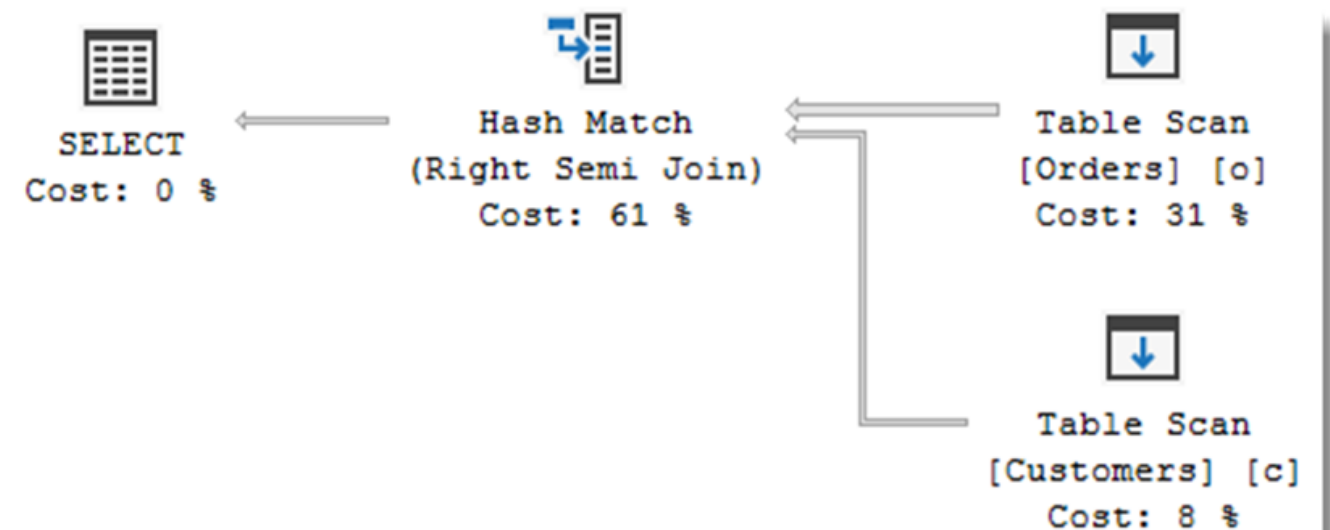 SELECT
Cost: 0 %
Hash Match
(Right Semi Join)
Cost: 61 %
Table Scan
[Orders] [o]
Cost: 31 %
Table Scan
[Customers] [c]
Cost: 8 %